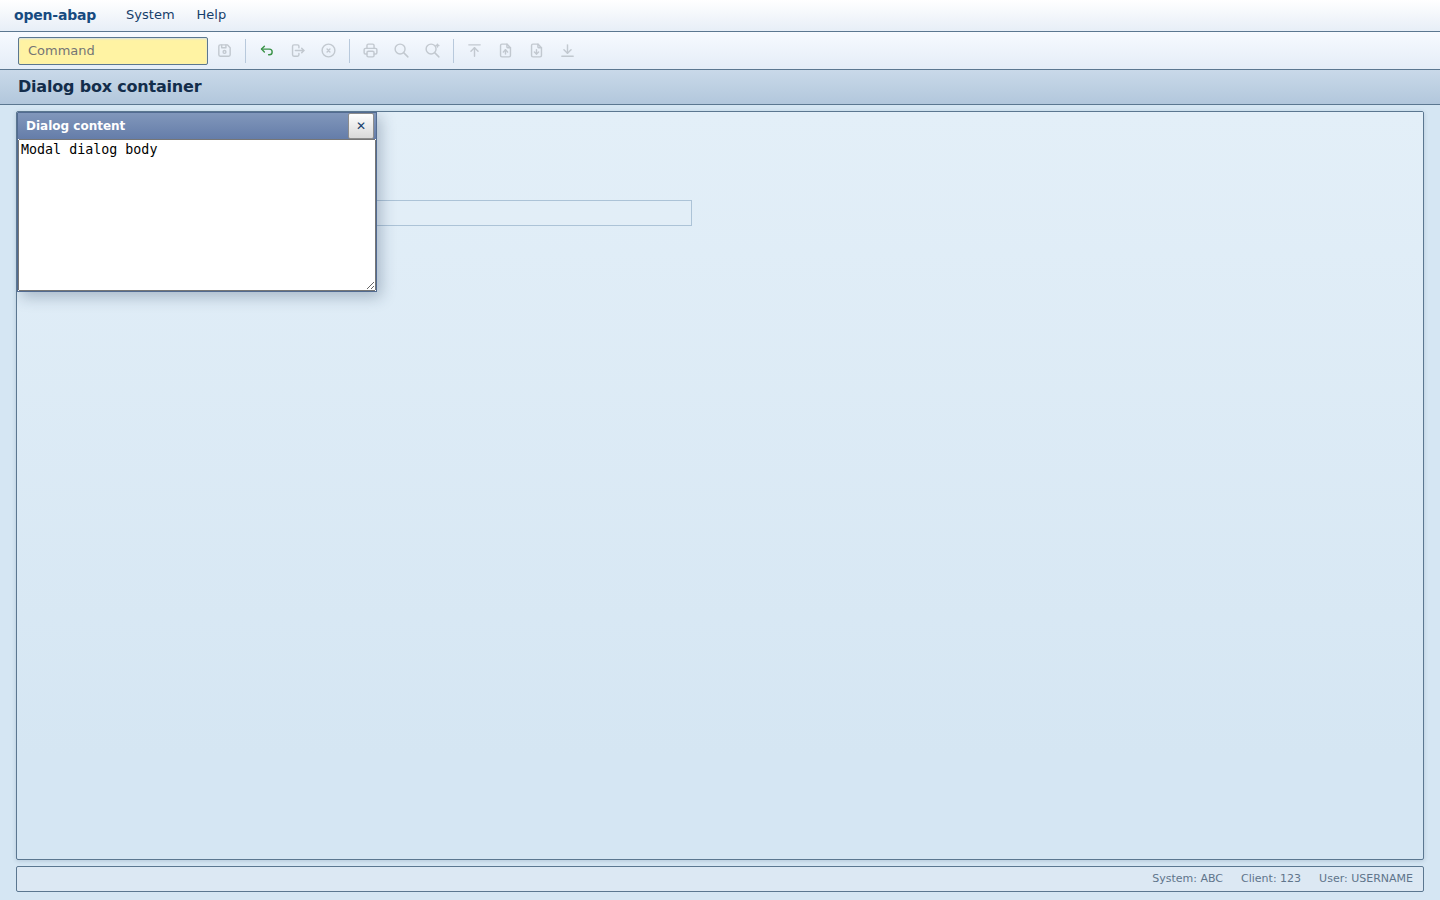 open-abap System Help
Command
Dialog box container
Dialog content
Modal dialog body
System: ABC Client: 123 User: USERNAME